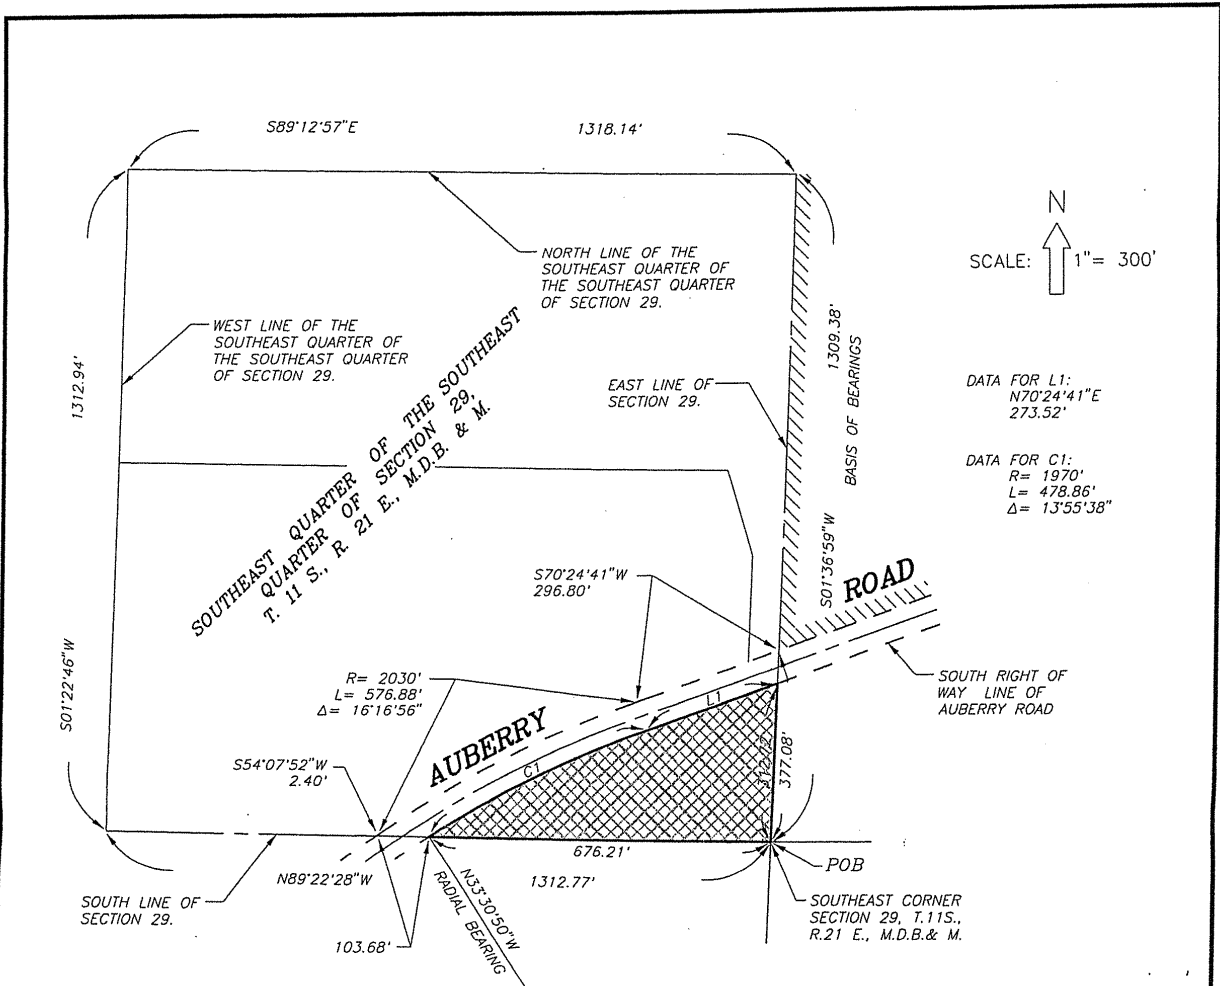 S89°12'57"E
1318.14'
N
SCALE:
1"= 300'
NORTH LINE OF THE
SOUTHEAST QUARTER OF
THE SOUTHEAST QUARTER
OF SECTION 29.
WEST LINE OF THE
SOUTHEAST QUARTER OF
THE SOUTHEAST QUARTER
OF SECTION 29.
1312.94'
S01°22'46"W
SOUTHEAST QUARTER OF THE SOUTHEAST
QUARTER OF SECTION 29,
T. 11 S., R. 21 E., M.D.B. & M.
EAST LINE OF
SECTION 29.
1309.38'
BASIS OF BEARINGS
S01°36'59"W
DATA FOR L1:
N70°24'41"E
273.52'
DATA FOR C1:
R= 1970'
L= 478.86'
Δ= 13°55'38"
S70°24'41"W
296.80'
ROAD
R= 2030'
L= 576.88'
Δ= 16°16'56"
AUBERRY
L1
C1
SOUTH RIGHT OF
WAY LINE OF
AUBERRY ROAD
S54°07'52"W
2.40'
377.08'
676.21'
N89°22'28"W
1312.77'
POB
SOUTH LINE OF
SECTION 29.
103.68'
N33°30'50"W
RADIAL BEARING
SOUTHEAST CORNER
SECTION 29, T.11S.,
R.21 E., M.D.B.& M.